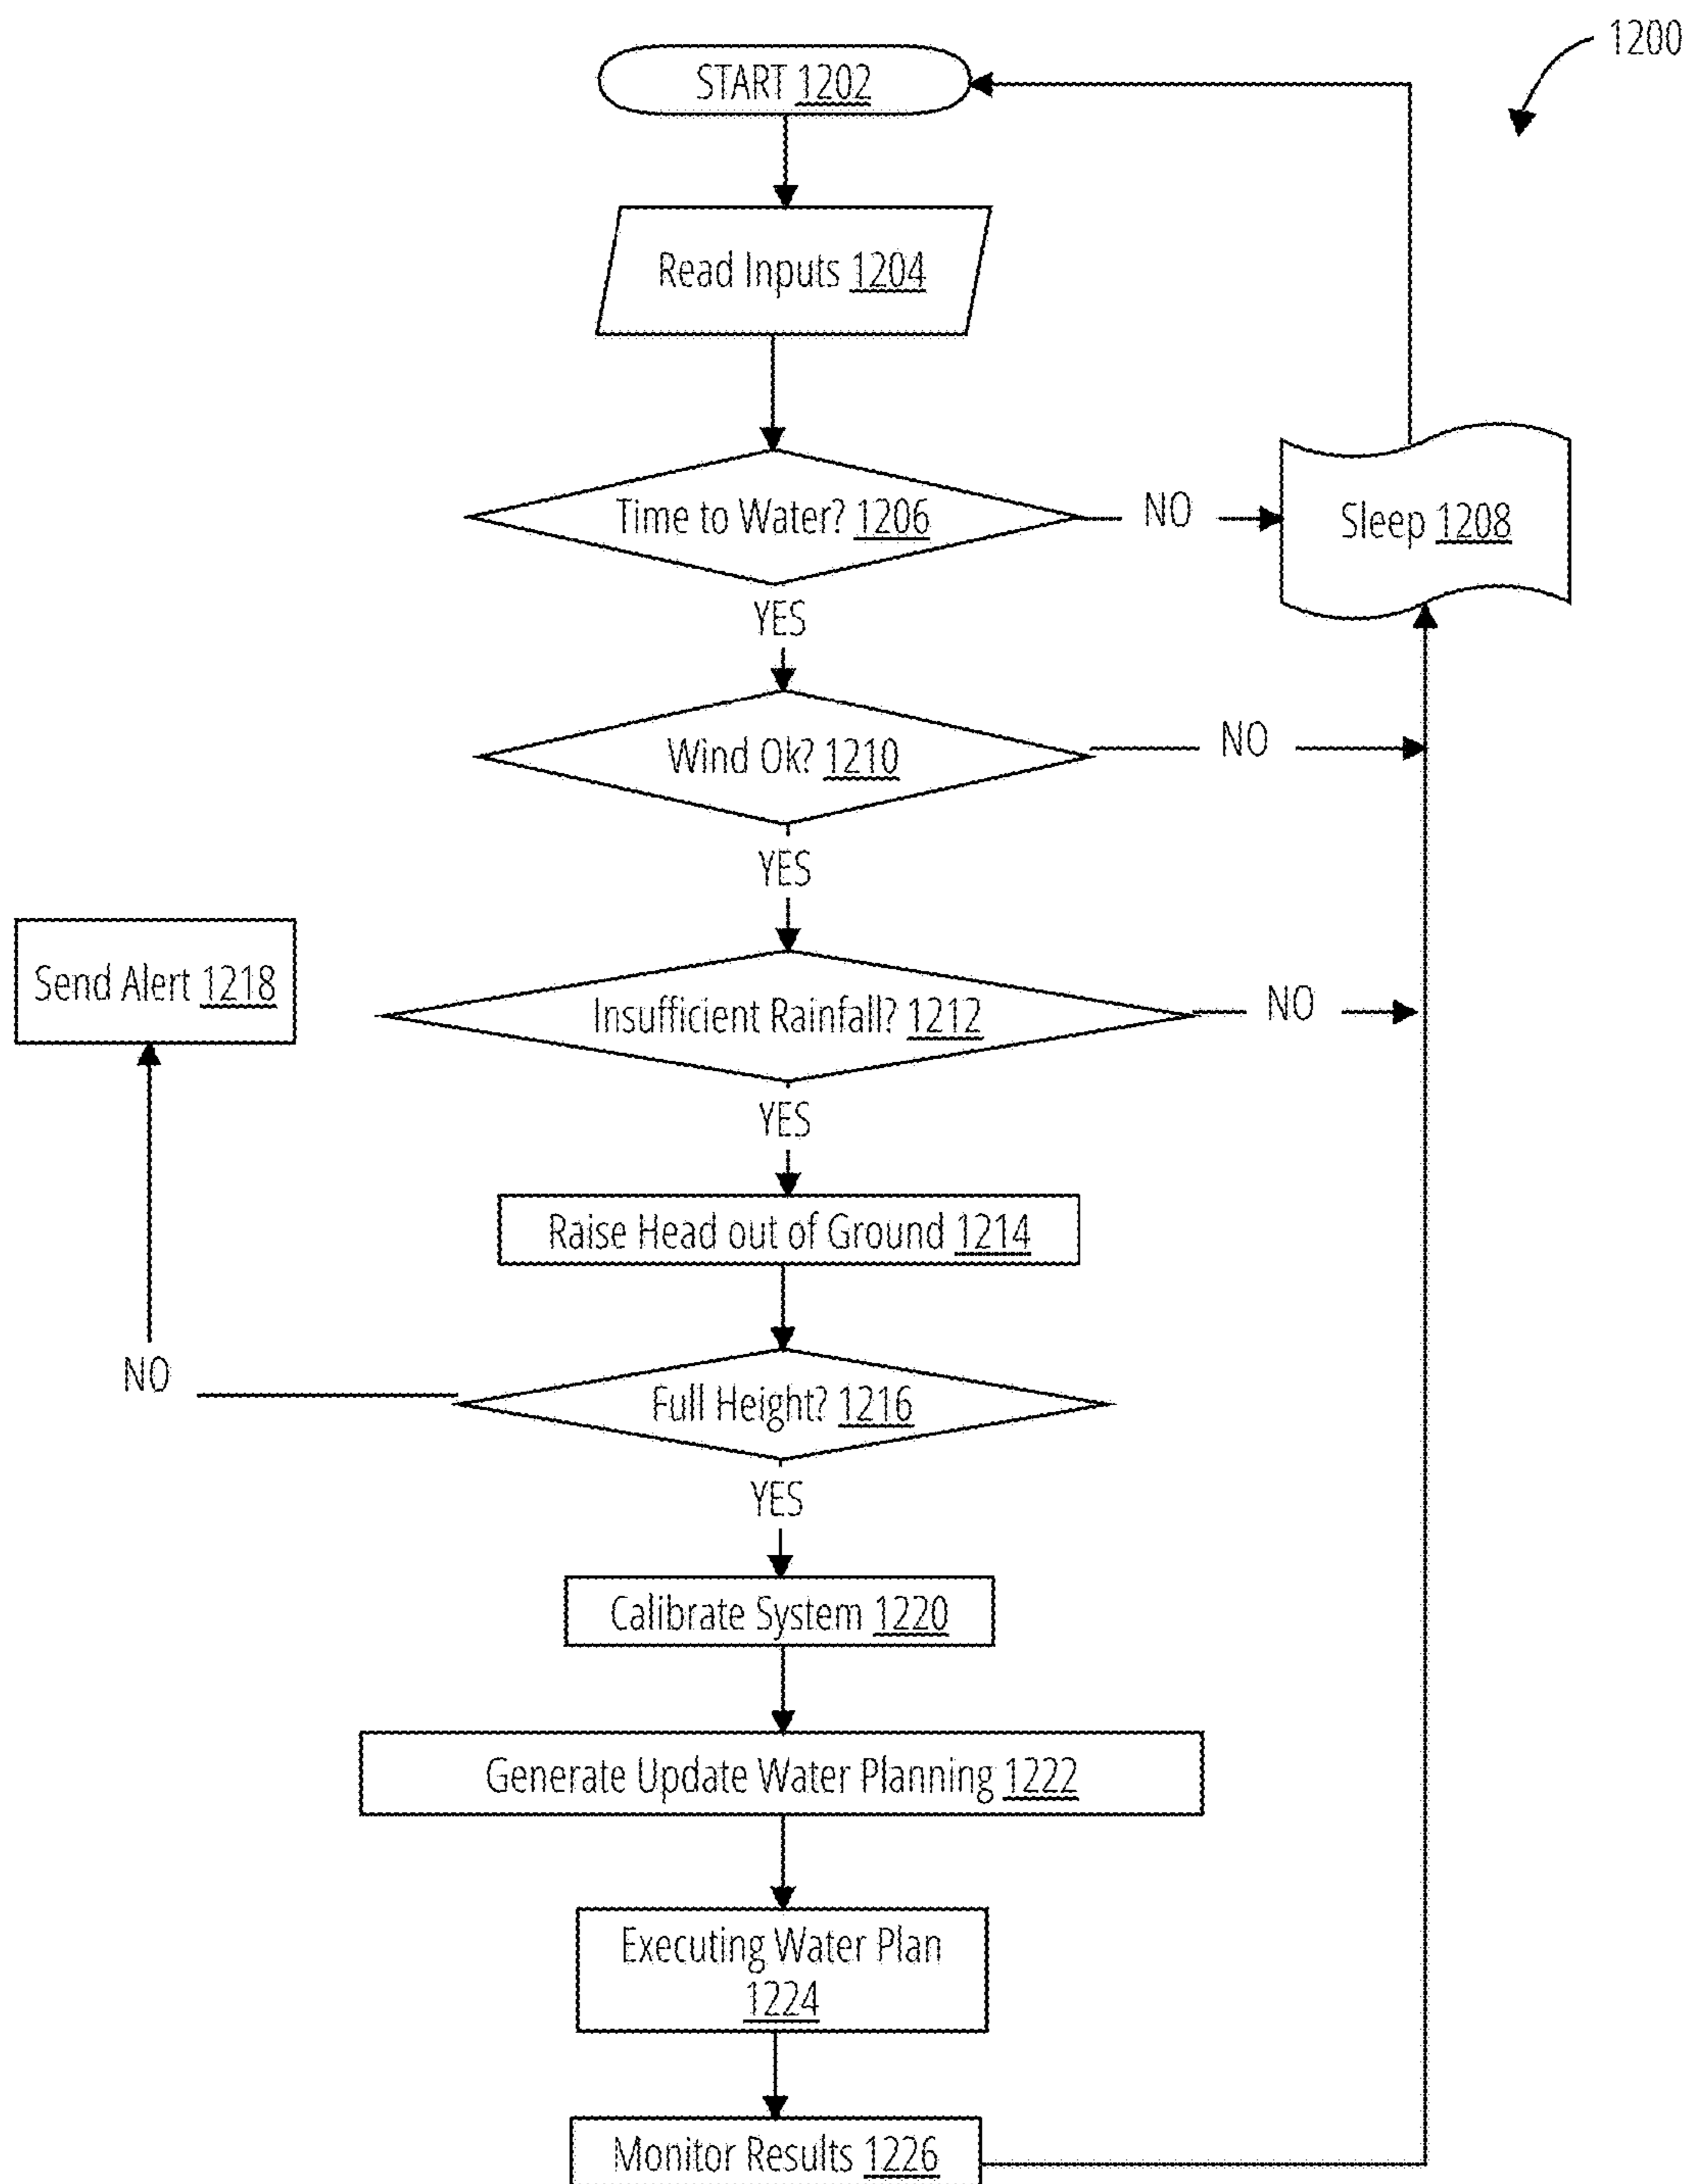 1200
START 1202
Read Inputs 1204
Time to Water? 1206
NO
Sleep 1208
YES
Wind Ok? 1210
NO
YES
Send Alert 1218
Insufficient Rainfall? 1212
NO
YES
Raise Head out of Ground 1214
NO
Full Height? 1216
YES
Calibrate System 1220
Generate Update Water Planning 1222
Executing Water Plan
1224
Monitor Results 1226